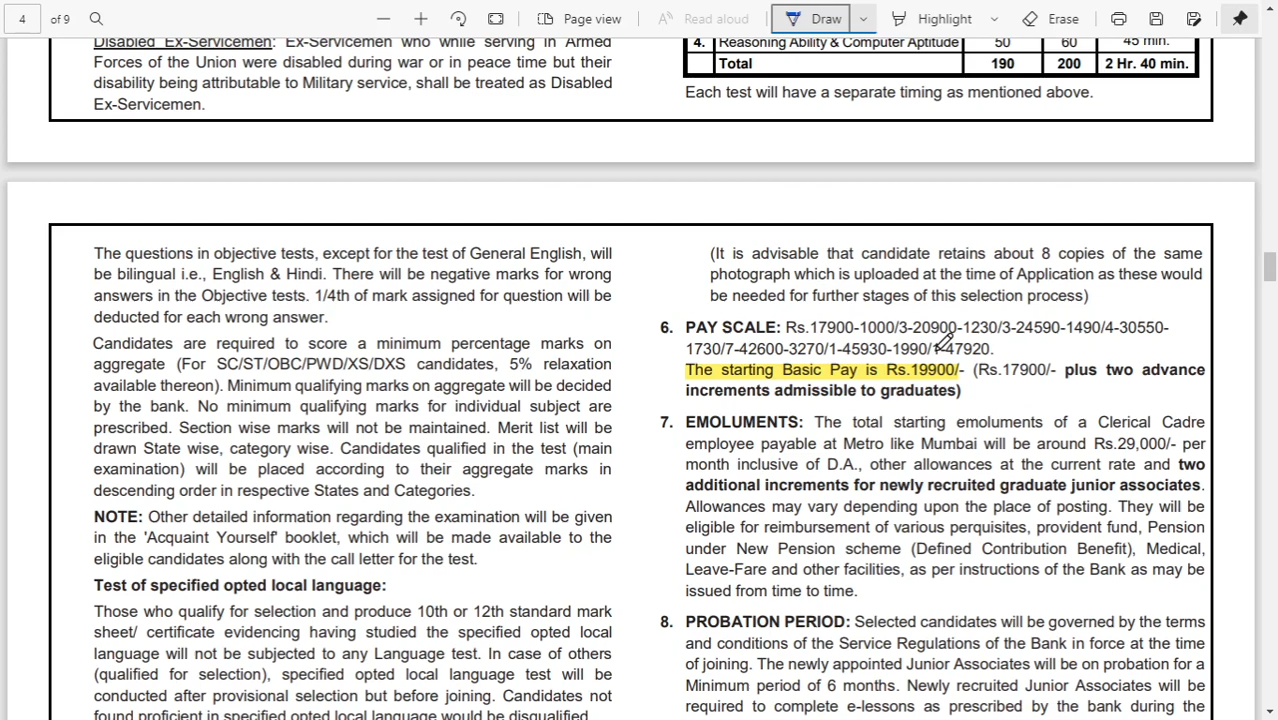 4 of 9 Page view Read aloud Draw Highlight Erase
Disabled Ex-Servicemen: Ex-Servicemen who while serving in Armed
Forces of the Union were disabled during war or in peace time but their
disability being attributable to Military service, shall be treated as Disabled
Ex-Servicemen.
4. Reasoning Ability & Computer Aptitude 50 60 45 min.
Total 190 200 2 Hr. 40 min.
Each test will have a separate timing as mentioned above.
The questions in objective tests, except for the test of General English, will
be bilingual i.e., English & Hindi. There will be negative marks for wrong
answers in the Objective tests. 1/4th of mark assigned for question will be
deducted for each wrong answer.
Candidates are required to score a minimum percentage marks on
aggregate (For SC/ST/OBC/PWD/XS/DXS candidates, 5% relaxation
available thereon). Minimum qualifying marks on aggregate will be decided
by the bank. No minimum qualifying marks for individual subject are
prescribed. Section wise marks will not be maintained. Merit list will be
drawn State wise, category wise. Candidates qualified in the test (main
examination) will be placed according to their aggregate marks in
descending order in respective States and Categories.
NOTE: Other detailed information regarding the examination will be given
in the 'Acquaint Yourself' booklet, which will be made available to the
eligible candidates along with the call letter for the test.
Test of specified opted local language:
Those who qualify for selection and produce 10th or 12th standard mark
sheet/ certificate evidencing having studied the specified opted local
language will not be subjected to any Language test. In case of others
(qualified for selection), specified opted local language test will be
conducted after provisional selection but before joining. Candidates not
found proficient in specified opted local language would be disqualified.
(It is advisable that candidate retains about 8 copies of the same
photograph which is uploaded at the time of Application as these would
be needed for further stages of this selection process)
6. PAY SCALE: Rs.17900-1000/3-20900-1230/3-24590-1490/4-30550-
1730/7-42600-3270/1-45930-1990/1-47920.
The starting Basic Pay is Rs.19900/- (Rs.17900/- plus two advance
increments admissible to graduates)
7. EMOLUMENTS: The total starting emoluments of a Clerical Cadre
employee payable at Metro like Mumbai will be around Rs.29,000/- per
month inclusive of D.A., other allowances at the current rate and two
additional increments for newly recruited graduate junior associates.
Allowances may vary depending upon the place of posting. They will be
eligible for reimbursement of various perquisites, provident fund, Pension
under New Pension scheme (Defined Contribution Benefit), Medical,
Leave-Fare and other facilities, as per instructions of the Bank as may be
issued from time to time.
8. PROBATION PERIOD: Selected candidates will be governed by the terms
and conditions of the Service Regulations of the Bank in force at the time
of joining. The newly appointed Junior Associates will be on probation for a
Minimum period of 6 months. Newly recruited Junior Associates will be
required to complete e-lessons as prescribed by the bank during the